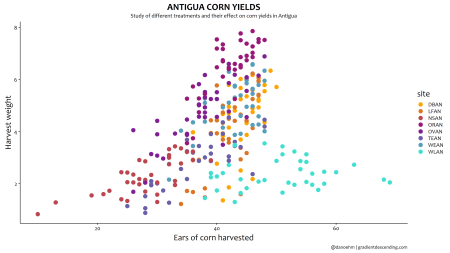 ANTIGUA CORN YIELDS
Study of different treatments and their effect on corn yields in Antigua
8
6
4
2
Harvest weight
20
40
60
Ears of corn harvested
site
DBAN
LFAN
NSAN
ORAN
OVAN
TEAN
WEAN
WLAN
@danoehm | gradientdescending.com